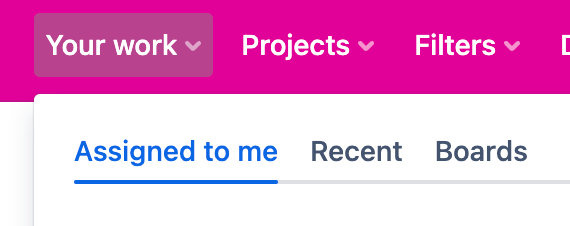 Your work Projects Filters
Assigned to me Recent Boards